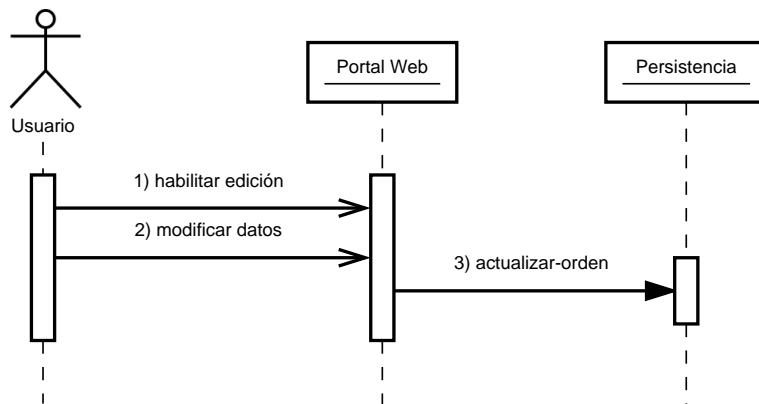 Portal Web
Persistencia
Usuario
1) habilitar edición
2) modificar datos
3) actualizar-orden